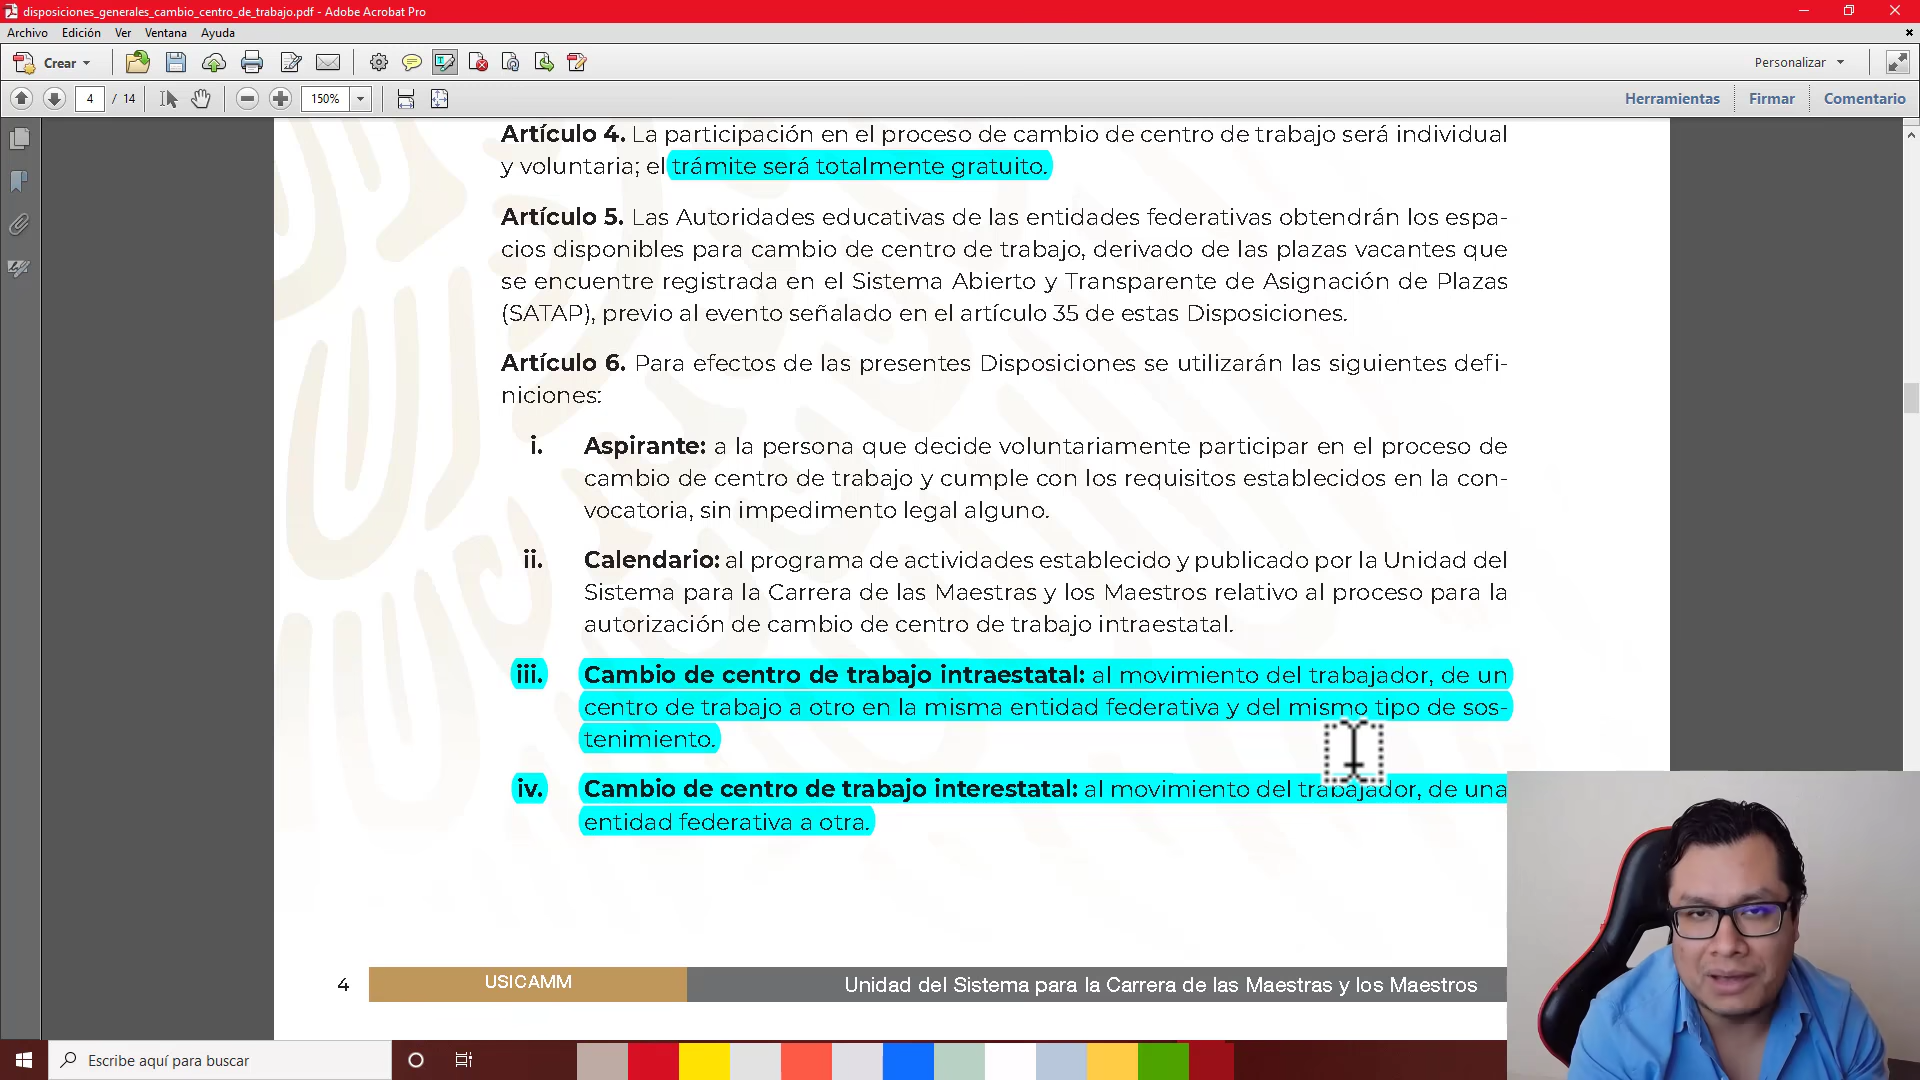 disposiciones_generales_cambio_centro_de_trabajo.pdf - Adobe Acrobat Pro
Archivo Edición Ver Ventana Ayuda
Crear Personalizar
4 / 14 150% Herramientas Firmar Comentario
Artículo 4. La participación en el proceso de cambio de centro de trabajo será individual
y voluntaria; el trámite será totalmente gratuito.
Artículo 5. Las Autoridades educativas de las entidades federativas obtendrán los espa-
cios disponibles para cambio de centro de trabajo, derivado de las plazas vacantes que
se encuentre registrada en el Sistema Abierto y Transparente de Asignación de Plazas
(SATAP), previo al evento señalado en el artículo 35 de estas Disposiciones.
Artículo 6. Para efectos de las presentes Disposiciones se utilizarán las siguientes defi-
niciones:
i. Aspirante: a la persona que decide voluntariamente participar en el proceso de
cambio de centro de trabajo y cumple con los requisitos establecidos en la con-
vocatoria, sin impedimento legal alguno.
ii. Calendario: al programa de actividades establecido y publicado por la Unidad del
Sistema para la Carrera de las Maestras y los Maestros relativo al proceso para la
autorización de cambio de centro de trabajo intraestatal.
iii. Cambio de centro de trabajo intraestatal: al movimiento del trabajador, de un
centro de trabajo a otro en la misma entidad federativa y del mismo tipo de sos-
tenimiento.
iv. Cambio de centro de trabajo interestatal: al movimiento del trabajador, de una
entidad federativa a otra.
4 USICAMM Unidad del Sistema para la Carrera de las Maestras y los Maestros
Escribe aquí para buscar